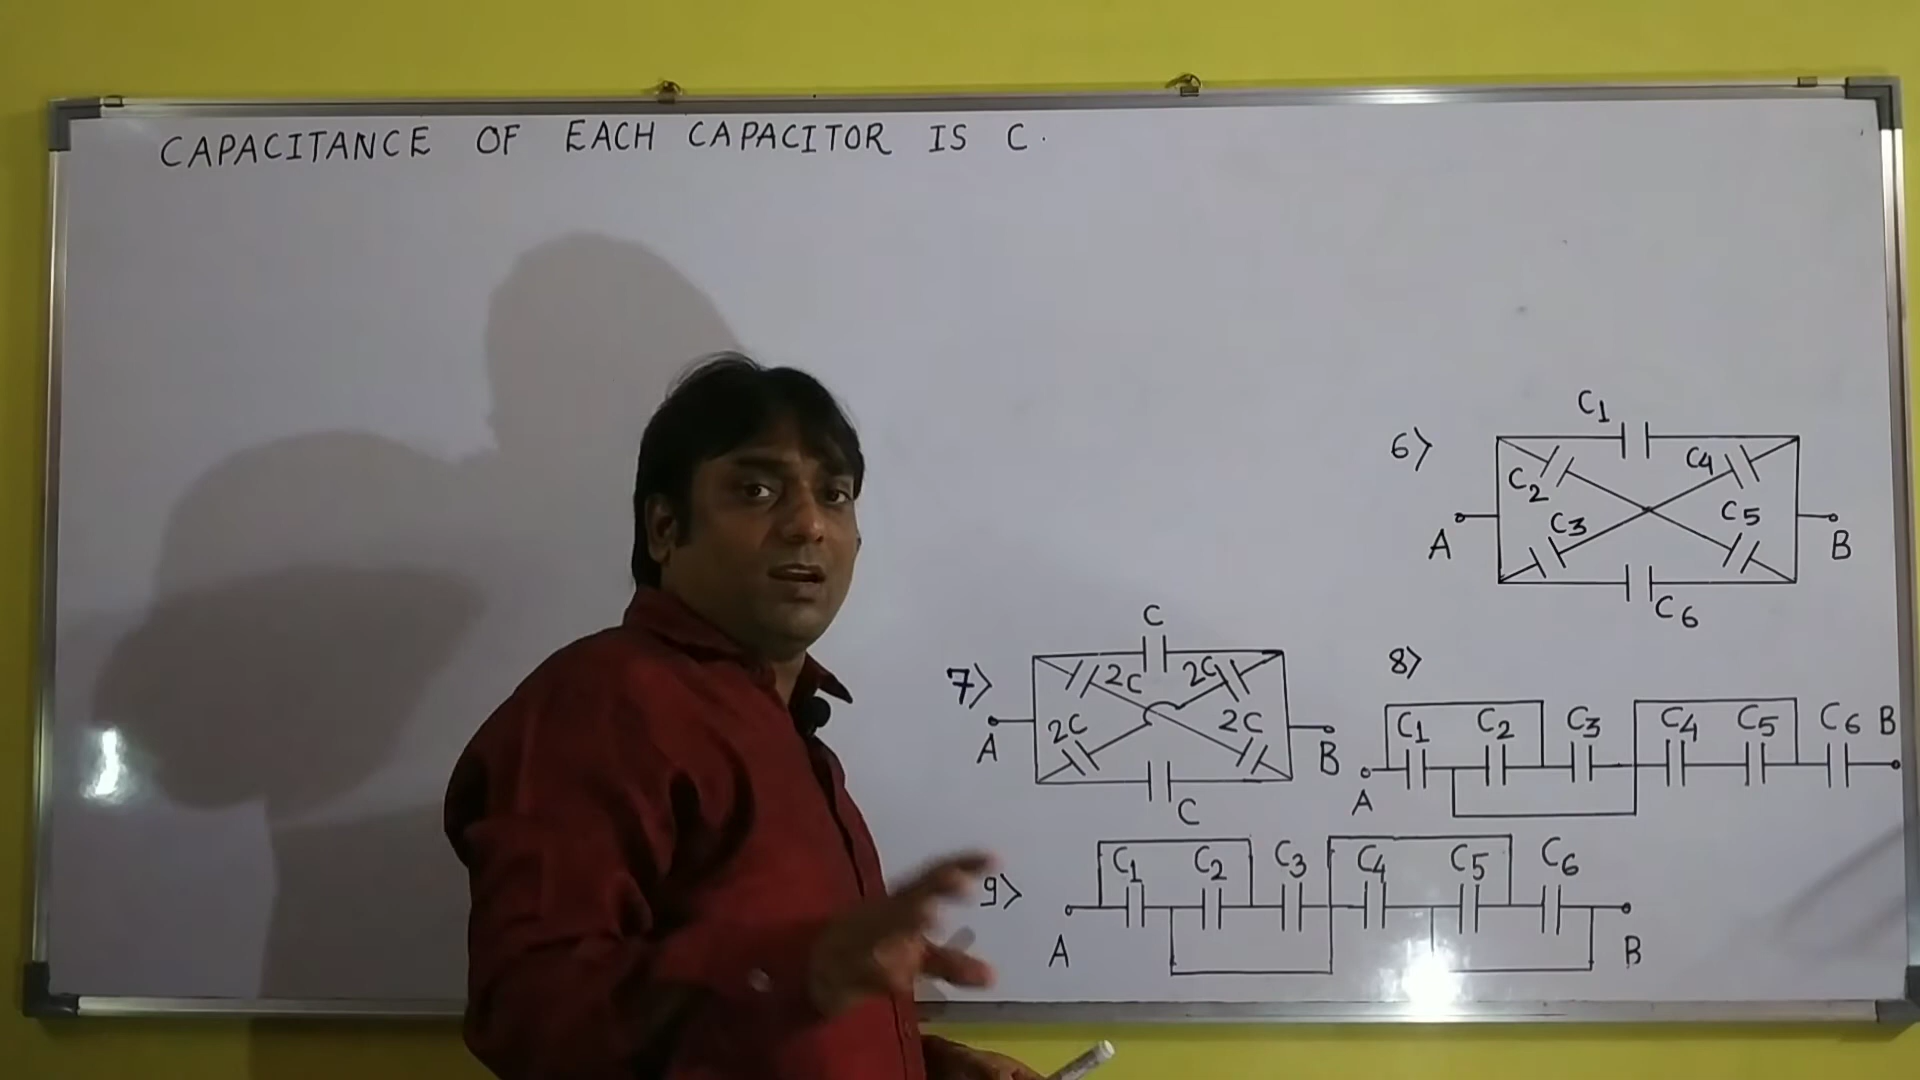 CAPACITANCE OF EACH CAPACITOR IS C.
6>
C1
C2
C4
C3
C5
A
B
C6
7>
C
2C
2C
2C
2C
A
B
C
8>
C1 C2 C3 C4 C5 C6 B
A
9>
C1 C2 C3 C4 C5 C6
A
B